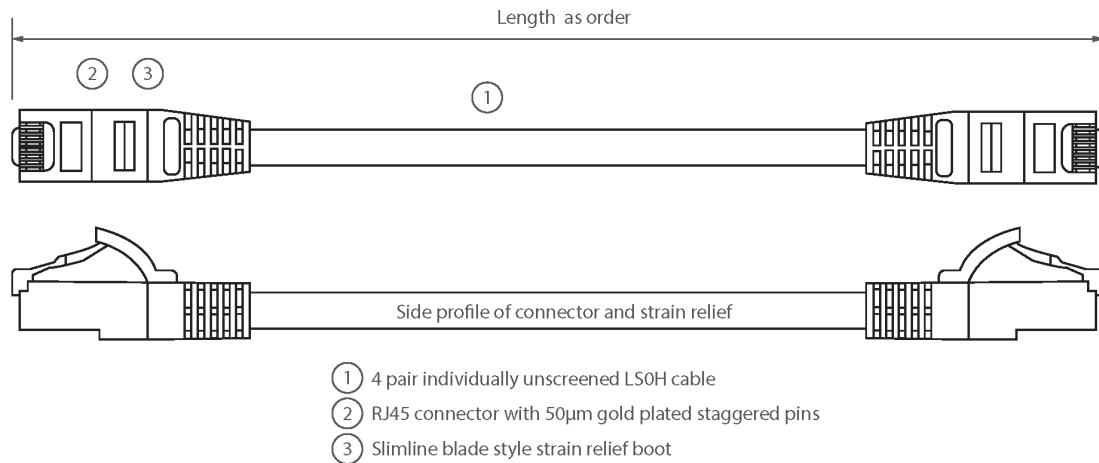 Length as order
2 3
1
Side profile of connector and strain relief
1 4 pair individually unscreened LS0H cable
2 RJ45 connector with 50µm gold plated staggered pins
3 Slimline blade style strain relief boot